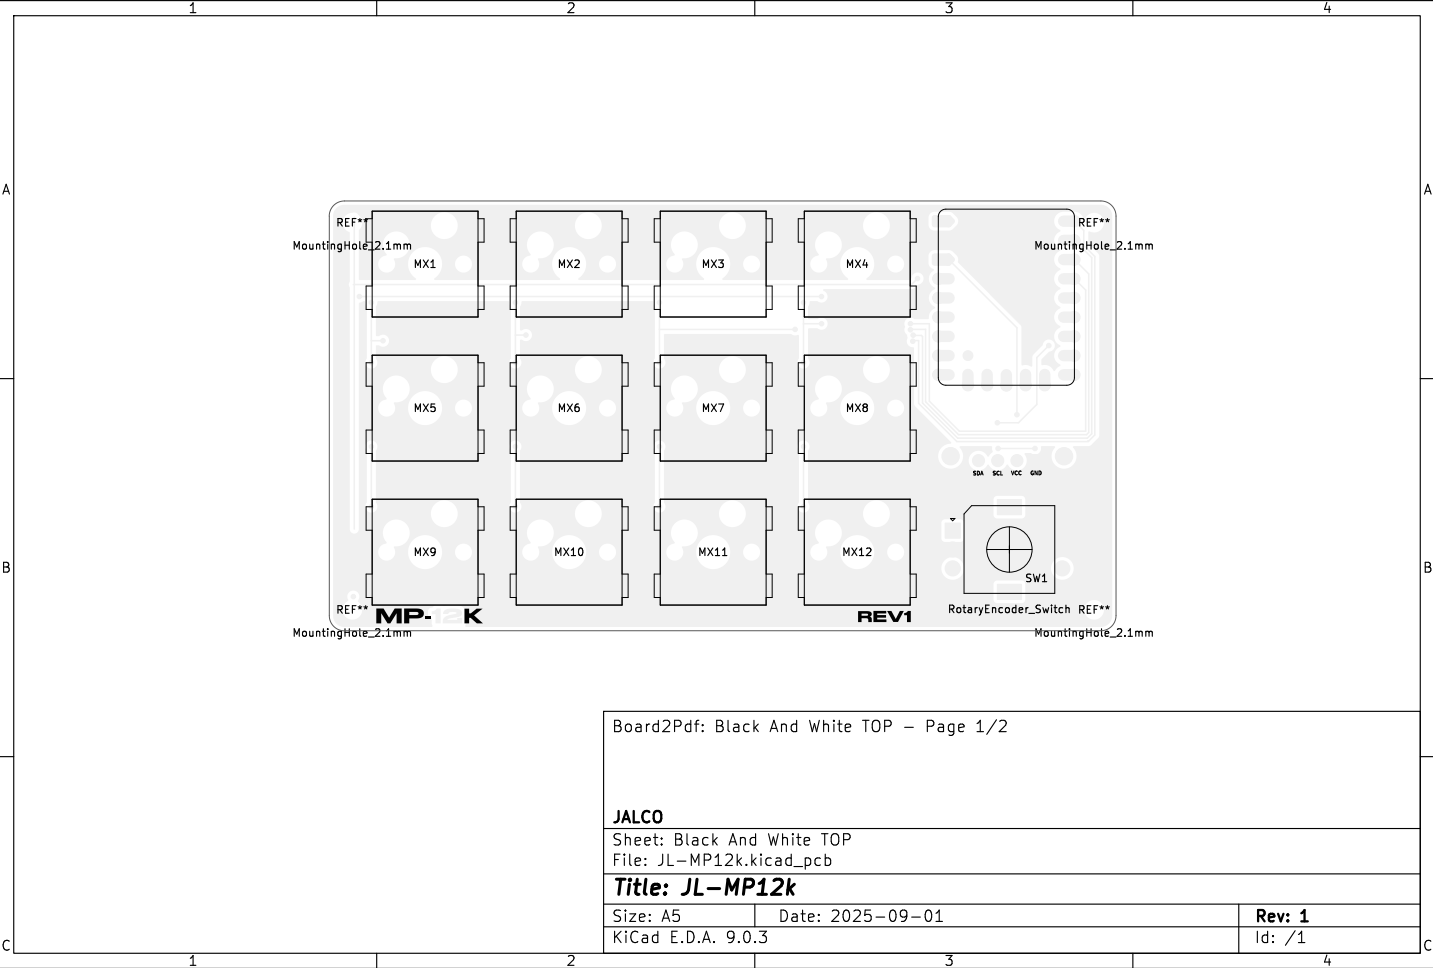 1 2 3 4
A A
REF** REF**
MountingHole_2.1mm MountingHole_2.1mm
MX1 MX2 MX3 MX4
MX5 MX6 MX7 MX8
SDA SCL VCC GND
MX9 MX10 MX11 MX12
B B
SW1
REF** MP-12K REV1 RotaryEncoder_Switch REF**
MountingHole_2.1mm MountingHole_2.1mm
Board2Pdf: Black And White TOP - Page 1/2
JALCO
Sheet: Black And White TOP
File: JL-MP12k.kicad_pcb
Title: JL-MP12k
Size: A5 Date: 2025-09-01 Rev: 1
KiCad E.D.A. 9.0.3 Id: /1
C C
1 2 3 4